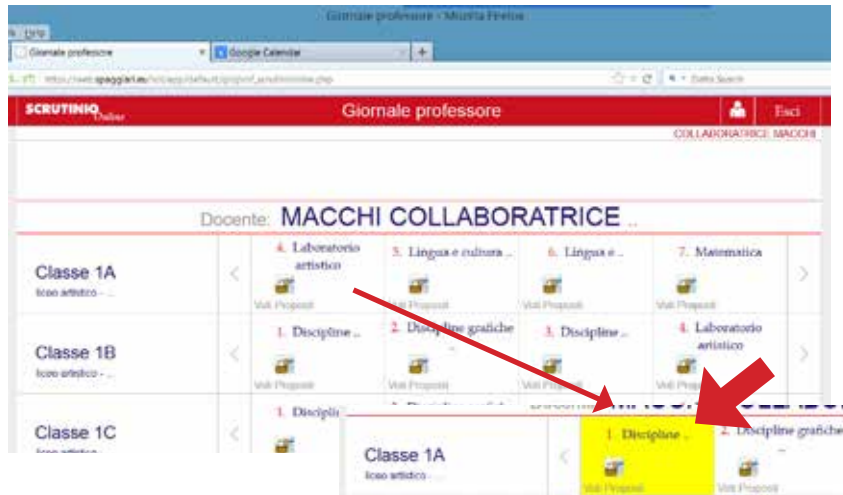 Giornale professore - Mozilla Firefox
Help
Giornale professore
Google Calendar
+
SCRUTINIO Online
Giornale professore
Esci
COLLABORATRICE MACCHI
Docente: MACCHI COLLABORATRICE ..
Classe 1A
liceo artistico - ...
4. Laboratorio artistico
Voti Proposti
5. Lingua e cultura ..
Voti Proposti
6. Lingua e ..
Voti Proposti
7. Matematica
Voti Proposti
Classe 1B
liceo artistico - ...
1. Discipline ..
Voti Proposti
2. Discipline grafiche ..
Voti Proposti
3. Discipline ..
Voti Proposti
4. Laboratorio artistico
Voti
Classe 1C
1. Discipli
Classe 1A
liceo artistico - ...
1. Discipline ..
Voti Proposti
2. Discipline grafiche ..
Voti Proposti